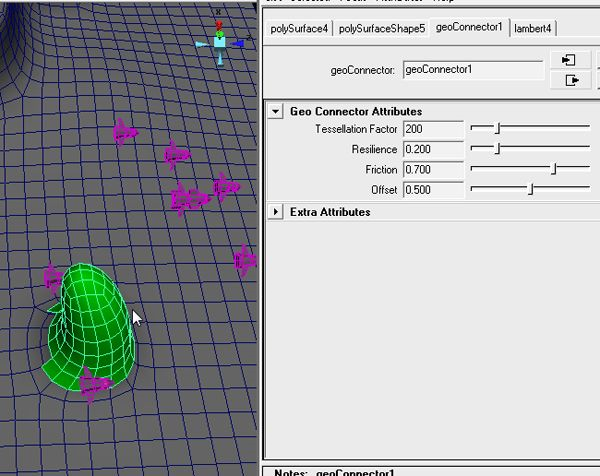 polySurface4 polySurfaceShape5 geoConnector1 lambert4
geoConnector: geoConnector1
Geo Connector Attributes
Tessellation Factor 200
Resilience 0.200
Friction 0.700
Offset 0.500
Extra Attributes
Notes: geoConnector1